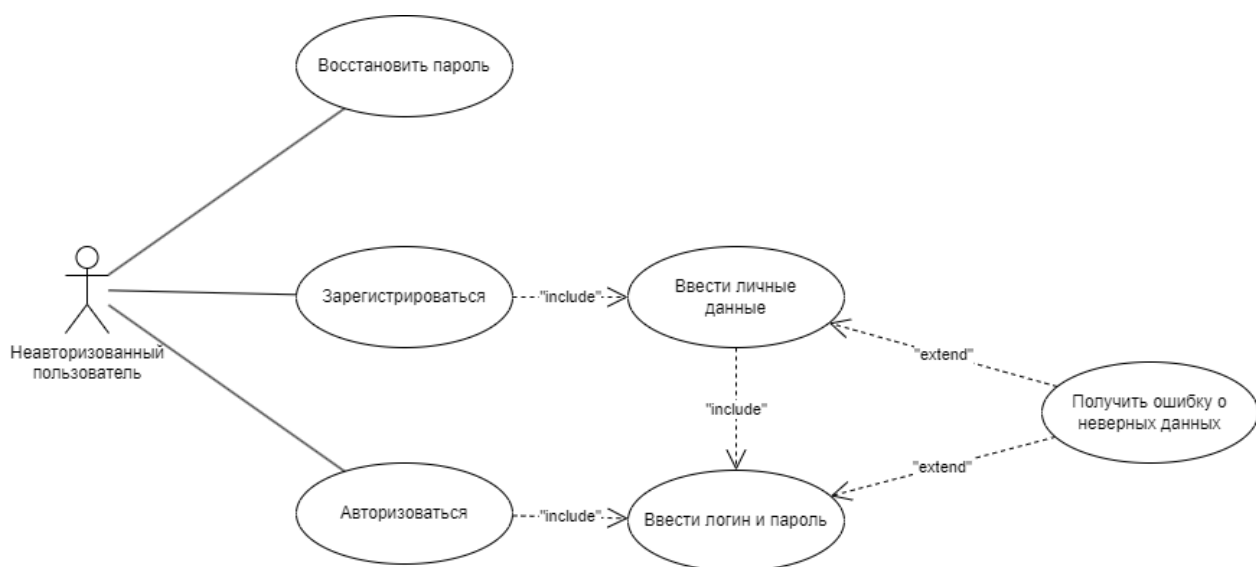 Восстановить пароль
Зарегистрироваться
"include"
Ввести личные
данные
Неавторизованный
пользователь
"extend"
"include"
Получить ошибку о
неверных данных
"extend"
Авторизоваться
"include"
Ввести логин и пароль